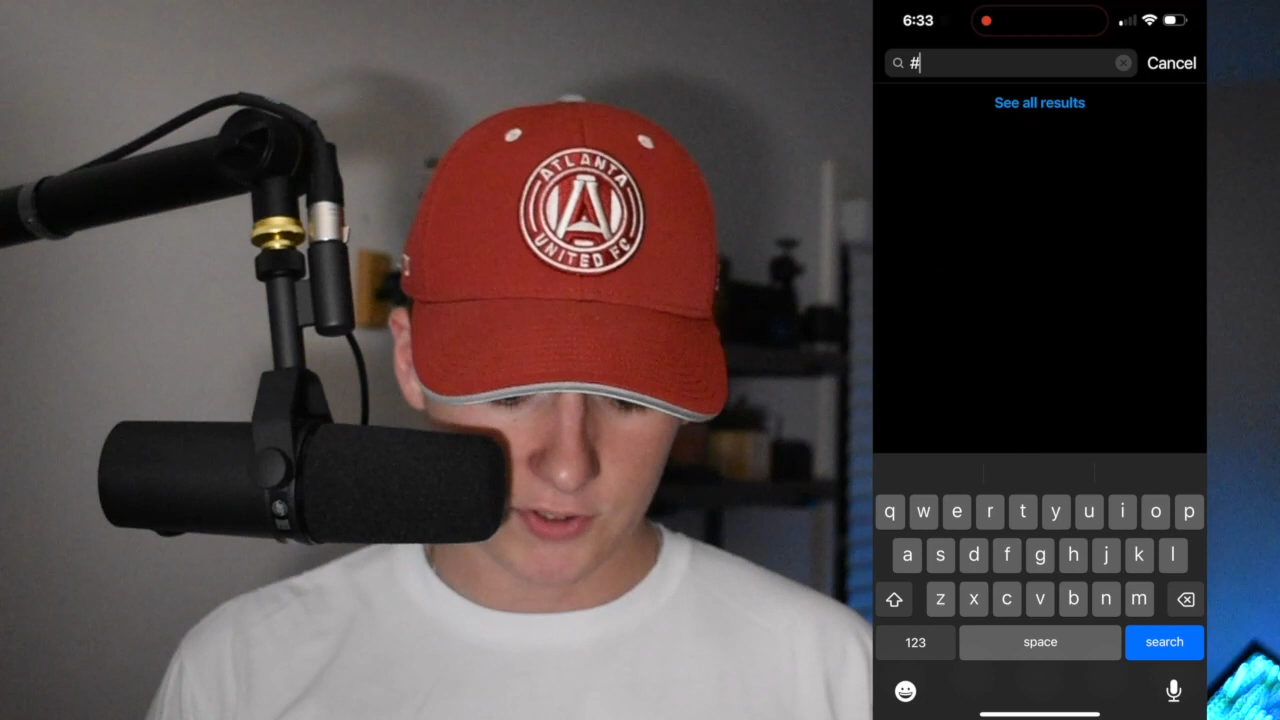 ATLANTA
A
UNITED FC
6:33
#
Cancel
See all results
q w e r t y u i o p
a s d f g h j k l
z x c v b n m
123
space
search